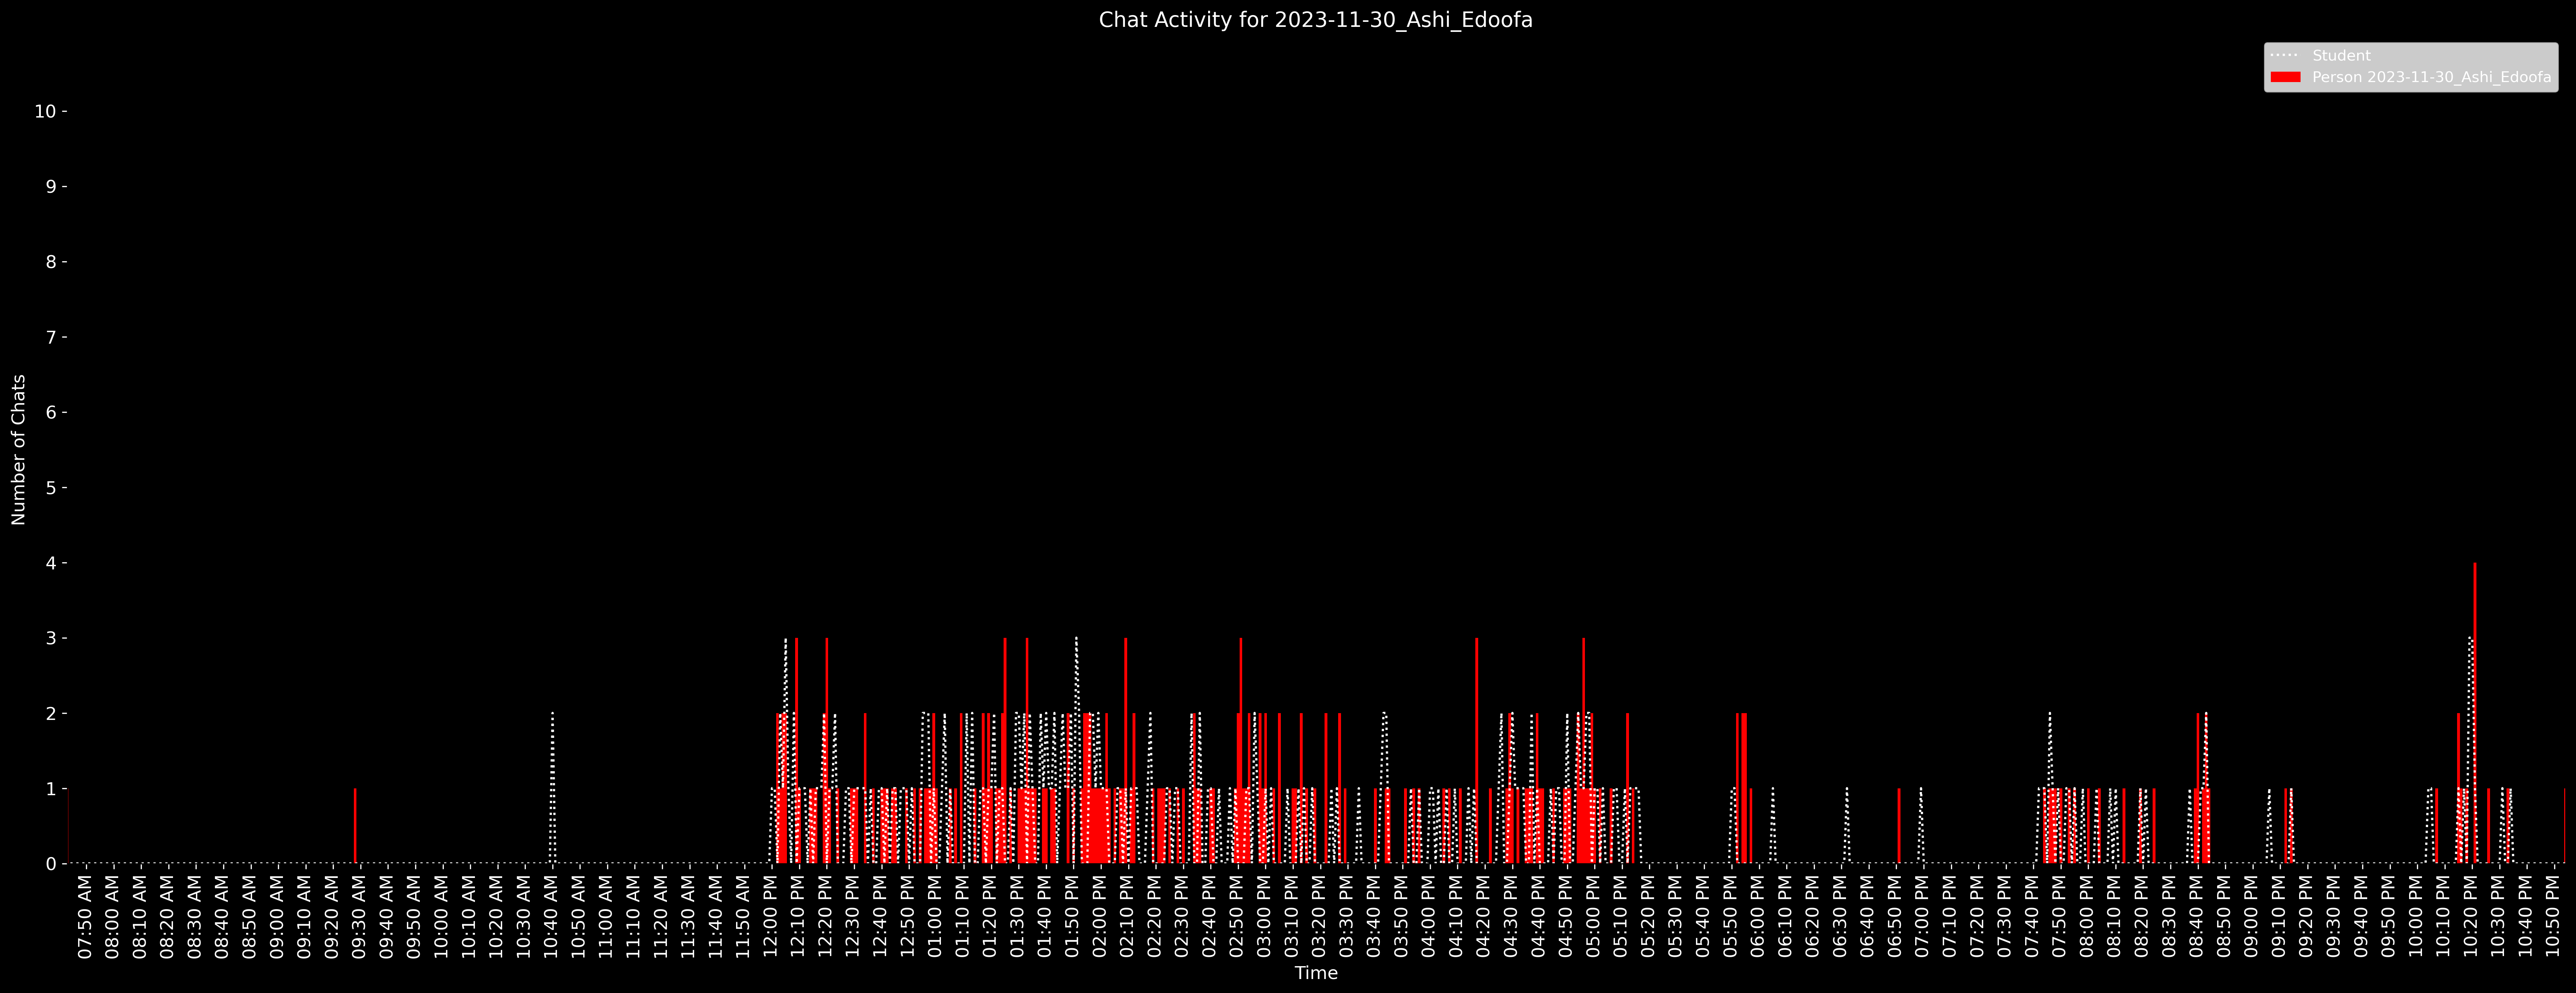 Chat Activity for 2023-11-30_Ashi_Edoofa
Student
Person 2023-11-30_Ashi_Edoofa
10
9
8
7
6
5
4
3
2
1
0
Number of Chats
07:50 AM
08:00 AM
08:10 AM
08:20 AM
08:30 AM
08:40 AM
08:50 AM
09:00 AM
09:10 AM
09:20 AM
09:30 AM
09:40 AM
09:50 AM
10:00 AM
10:10 AM
10:20 AM
10:30 AM
10:40 AM
10:50 AM
11:00 AM
11:10 AM
11:20 AM
11:30 AM
11:40 AM
11:50 AM
12:00 PM
12:10 PM
12:20 PM
12:30 PM
12:40 PM
12:50 PM
01:00 PM
01:10 PM
01:20 PM
01:30 PM
01:40 PM
01:50 PM
02:00 PM
02:10 PM
02:20 PM
02:30 PM
02:40 PM
02:50 PM
03:00 PM
03:10 PM
03:20 PM
03:30 PM
03:40 PM
03:50 PM
04:00 PM
04:10 PM
04:20 PM
04:30 PM
04:40 PM
04:50 PM
05:00 PM
05:10 PM
05:20 PM
05:30 PM
05:40 PM
05:50 PM
06:00 PM
06:10 PM
06:20 PM
06:30 PM
06:40 PM
06:50 PM
07:00 PM
07:10 PM
07:20 PM
07:30 PM
07:40 PM
07:50 PM
08:00 PM
08:10 PM
08:20 PM
08:30 PM
08:40 PM
08:50 PM
09:00 PM
09:10 PM
09:20 PM
09:30 PM
09:40 PM
09:50 PM
10:00 PM
10:10 PM
10:20 PM
10:30 PM
10:40 PM
10:50 PM
Time